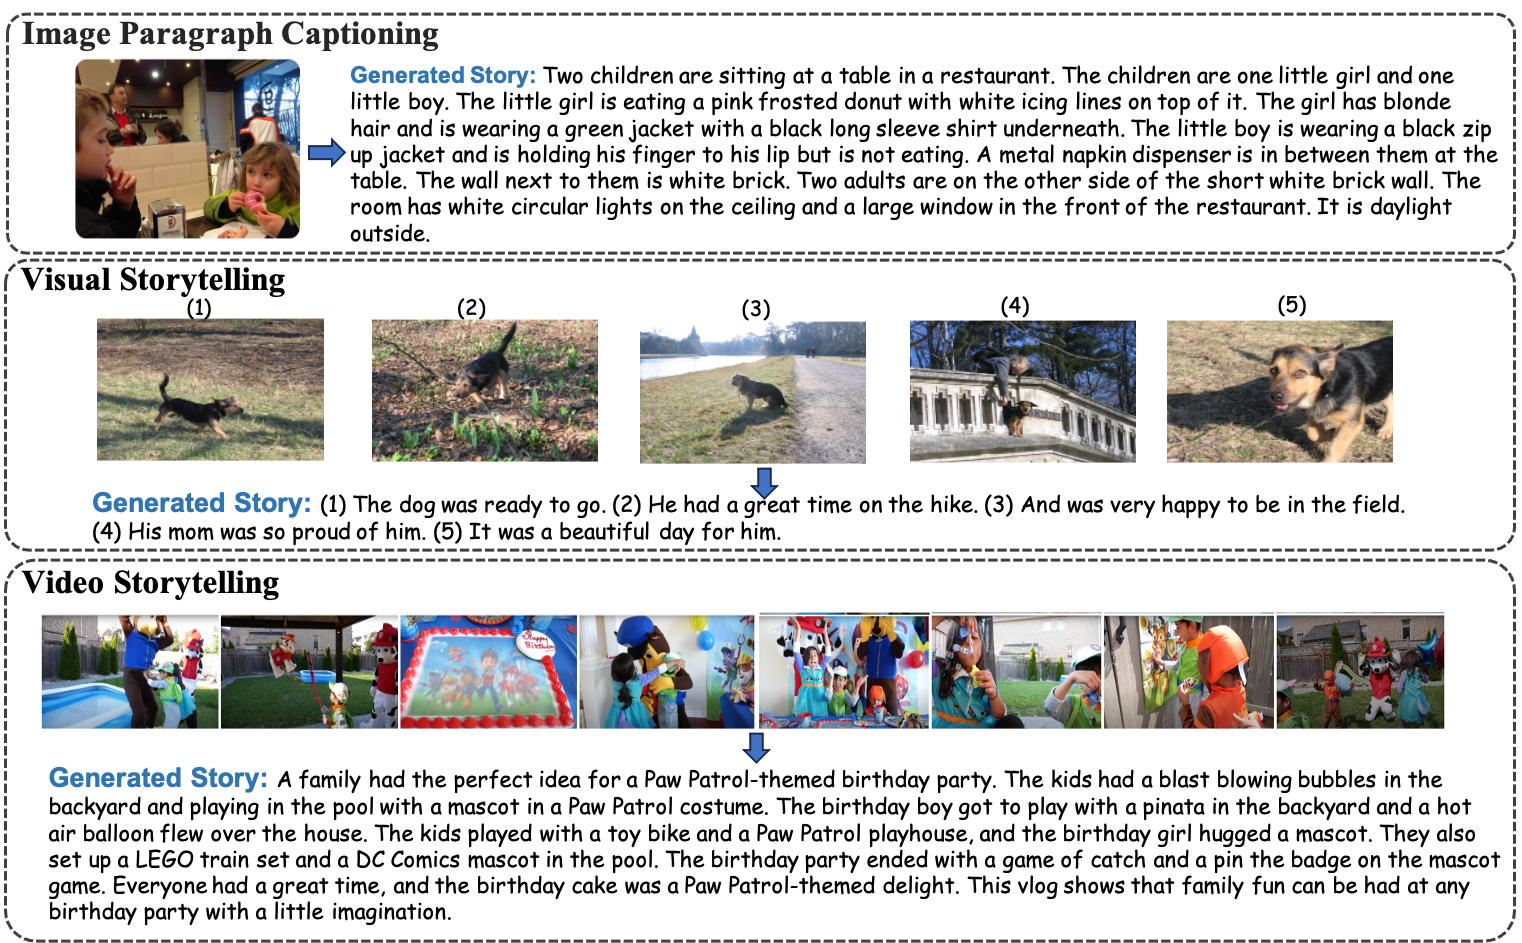 Image Paragraph Captioning
Generated Story: Two children are sitting at a table in a restaurant. The children are one little girl and one
little boy. The little girl is eating a pink frosted donut with white icing lines on top of it. The girl has blonde
hair and is wearing a green jacket with a black long sleeve shirt underneath. The little boy is wearing a black zip
up jacket and is holding his finger to his lip but is not eating. A metal napkin dispenser is in between them at the
table. The wall next to them is white brick. Two adults are on the other side of the short white brick wall. The
room has white circular lights on the ceiling and a large window in the front of the restaurant. It is daylight
outside.
Visual Storytelling
(1) (2) (3) (4) (5)
Generated Story: (1) The dog was ready to go. (2) He had a great time on the hike. (3) And was very happy to be in the field.
(4) His mom was so proud of him. (5) It was a beautiful day for him.
Video Storytelling
Happy
Birthday
Generated Story: A family had the perfect idea for a Paw Patrol-themed birthday party. The kids had a blast blowing bubbles in the
backyard and playing in the pool with a mascot in a Paw Patrol costume. The birthday boy got to play with a pinata in the backyard and a hot
air balloon flew over the house. The kids played with a toy bike and a Paw Patrol playhouse, and the birthday girl hugged a mascot. They also
set up a LEGO train set and a DC Comics mascot in the pool. The birthday party ended with a game of catch and a pin the badge on the mascot
game. Everyone had a great time, and the birthday cake was a Paw Patrol-themed delight. This vlog shows that family fun can be had at any
birthday party with a little imagination.